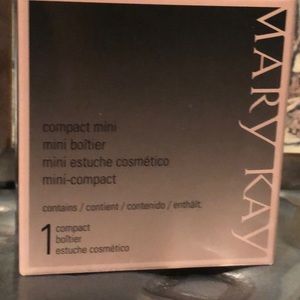 MARY KAY
compact mini
mini boîtier
mini estuche cosmético
mini-compact
contains / contient / contenido / enthält.
1 compact
boîtier
estuche cosmético